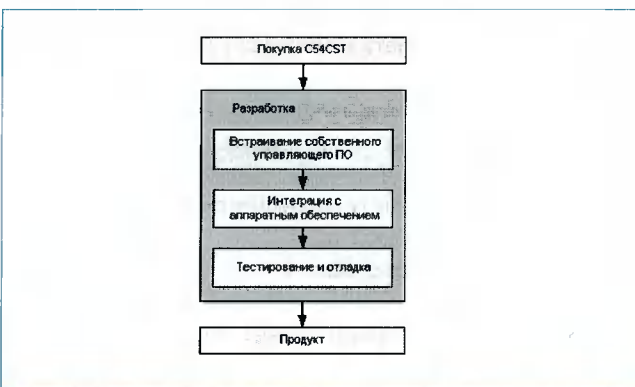 Покупка C54CST
Разработка
Встраивание собственного
управляющего ПО
Интеграция с
аппаратным обеспечением
Тестирование и отладка
Продукт